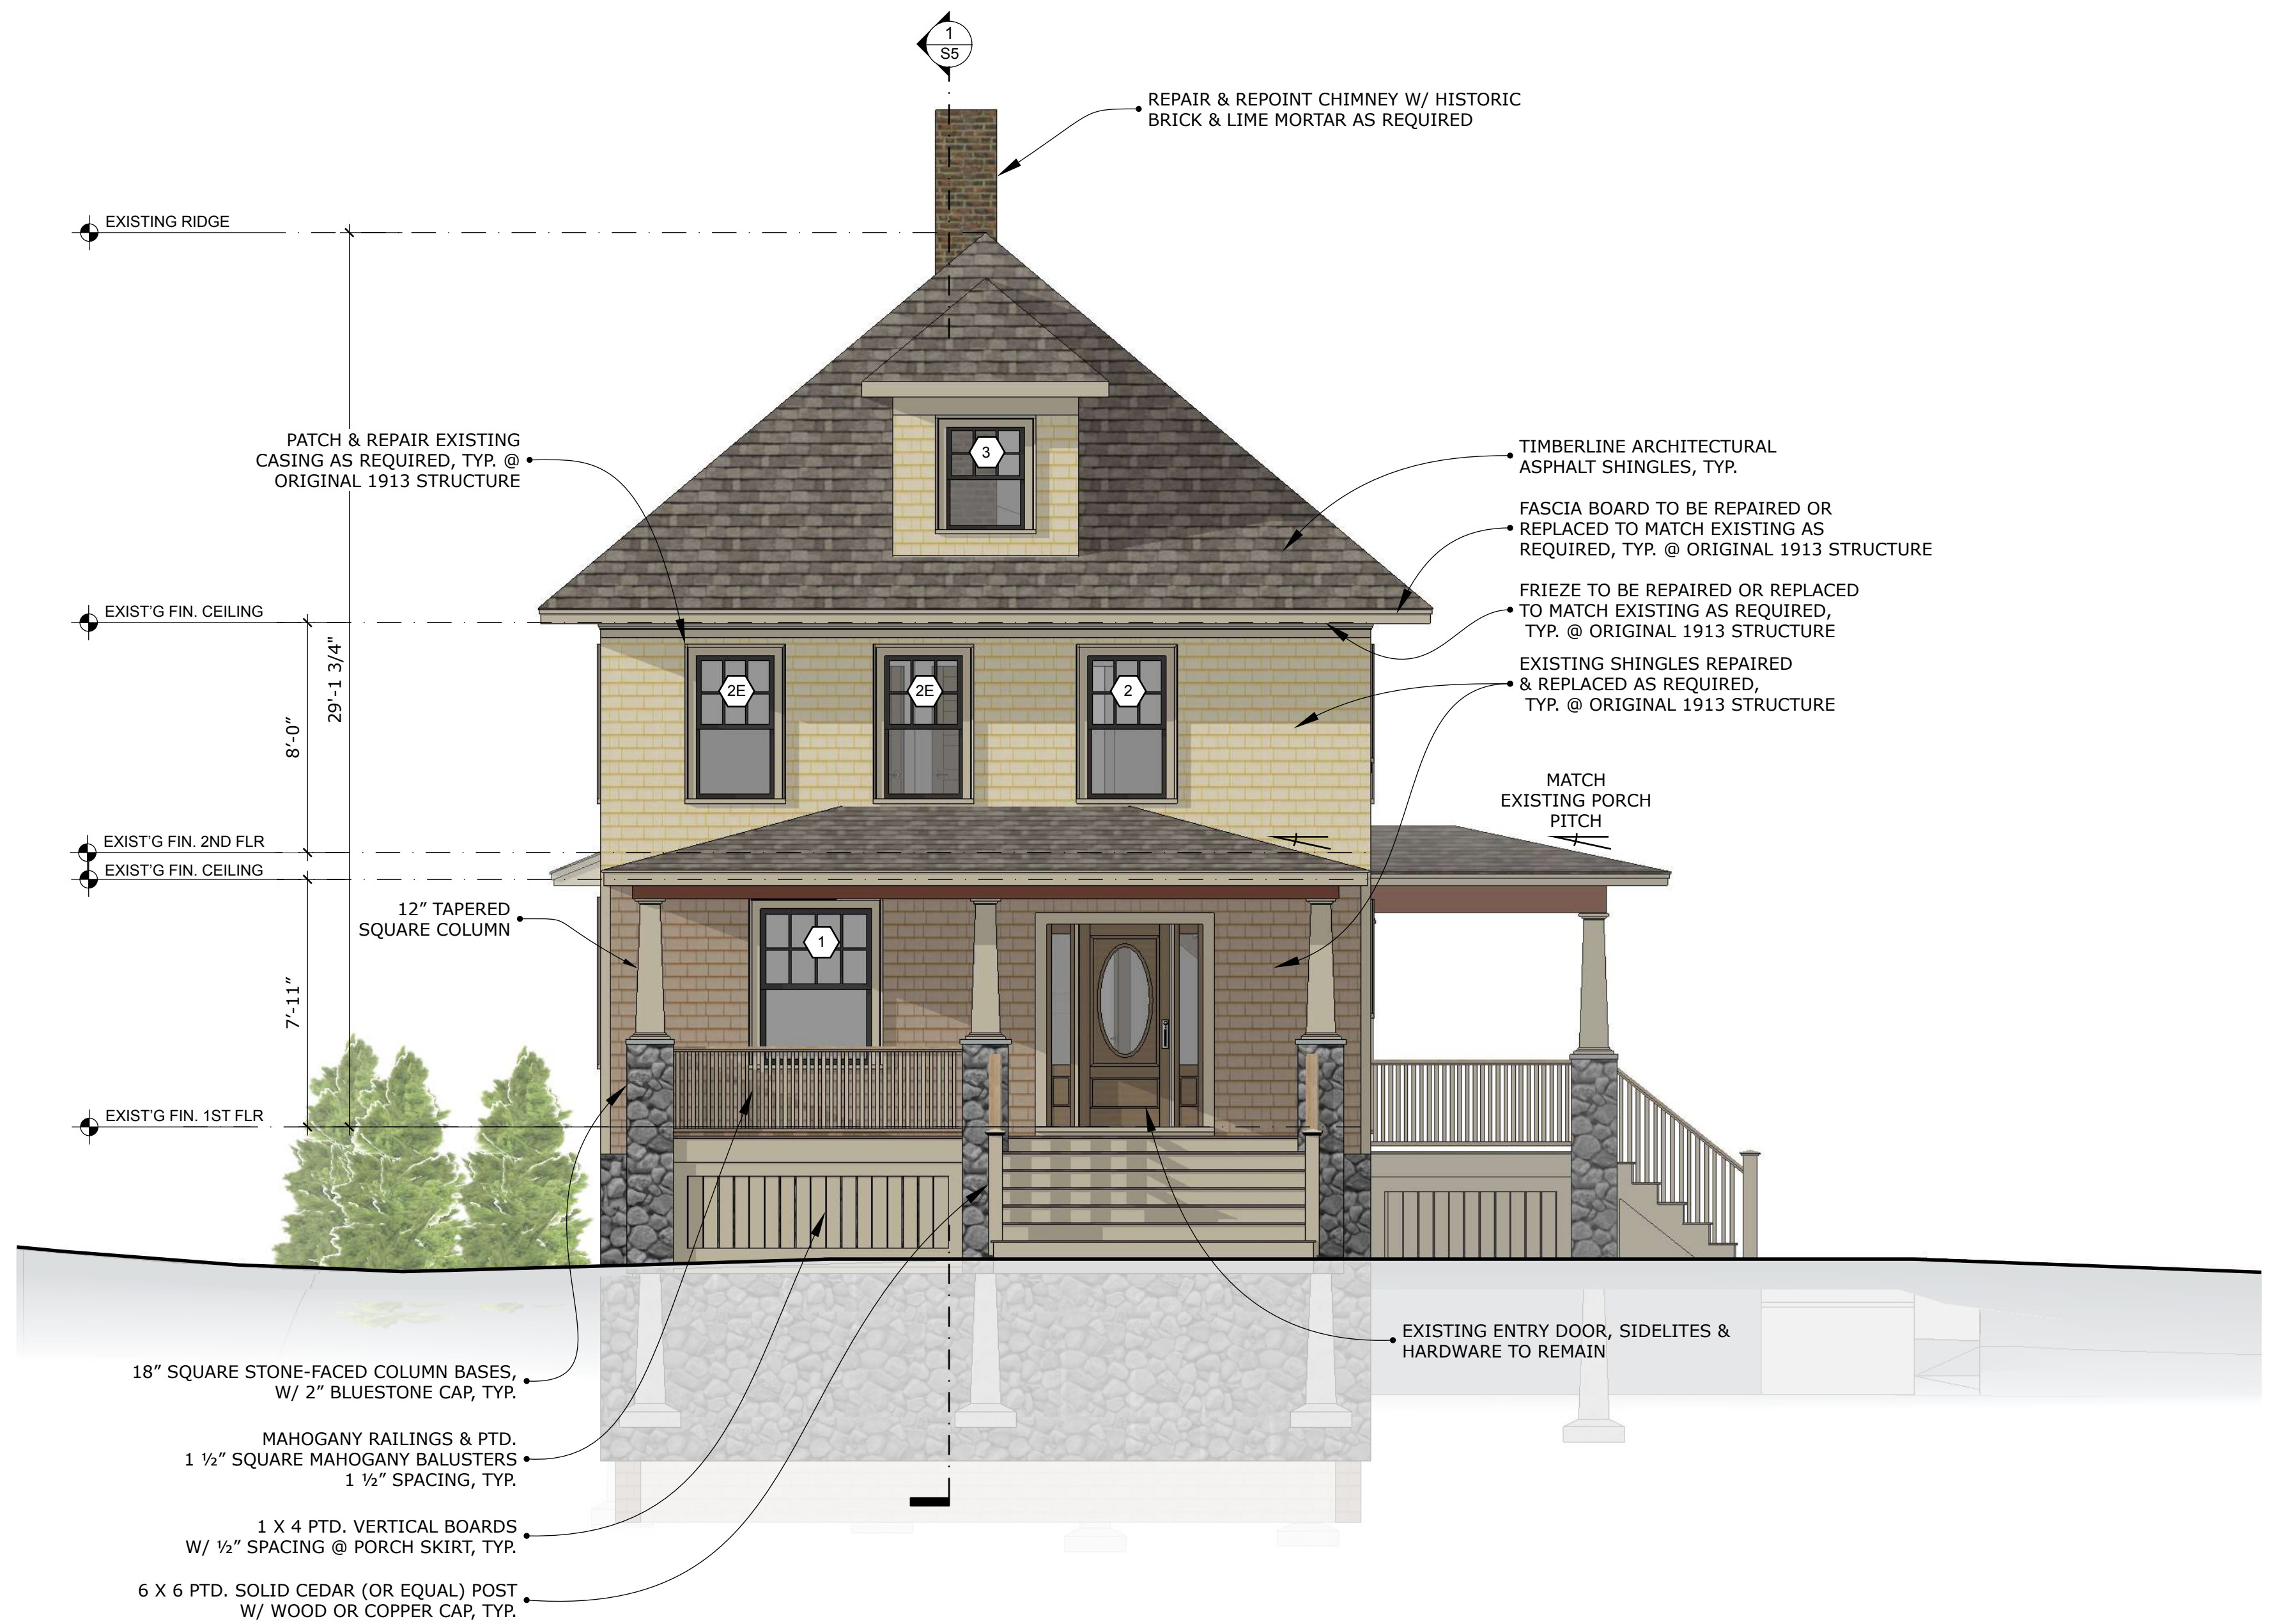 1
S5
REPAIR & REPOINT CHIMNEY W/ HISTORIC
BRICK & LIME MORTAR AS REQUIRED
EXISTING RIDGE
PATCH & REPAIR EXISTING
CASING AS REQUIRED, TYP. @
ORIGINAL 1913 STRUCTURE
3
TIMBERLINE ARCHITECTURAL
ASPHALT SHINGLES, TYP.
FASCIA BOARD TO BE REPAIRED OR
REPLACED TO MATCH EXISTING AS
REQUIRED, TYP. @ ORIGINAL 1913 STRUCTURE
FRIEZE TO BE REPAIRED OR REPLACED
TO MATCH EXISTING AS REQUIRED,
TYP. @ ORIGINAL 1913 STRUCTURE
EXIST'G FIN. CEILING
29'-1 3/4"
8′-0″
2E
2E
2
EXISTING SHINGLES REPAIRED
& REPLACED AS REQUIRED,
TYP. @ ORIGINAL 1913 STRUCTURE
MATCH
EXISTING PORCH
PITCH
EXIST'G FIN. 2ND FLR
EXIST'G FIN. CEILING
12″ TAPERED
SQUARE COLUMN
1
7′-11″
EXIST'G FIN. 1ST FLR
EXISTING ENTRY DOOR, SIDELITES &
HARDWARE TO REMAIN
18″ SQUARE STONE-FACED COLUMN BASES,
W/ 2″ BLUESTONE CAP, TYP.
MAHOGANY RAILINGS & PTD.
1 ½″ SQUARE MAHOGANY BALUSTERS
1 ½″ SPACING, TYP.
1 X 4 PTD. VERTICAL BOARDS
W/ ½″ SPACING @ PORCH SKIRT, TYP.
6 X 6 PTD. SOLID CEDAR (OR EQUAL) POST
W/ WOOD OR COPPER CAP, TYP.